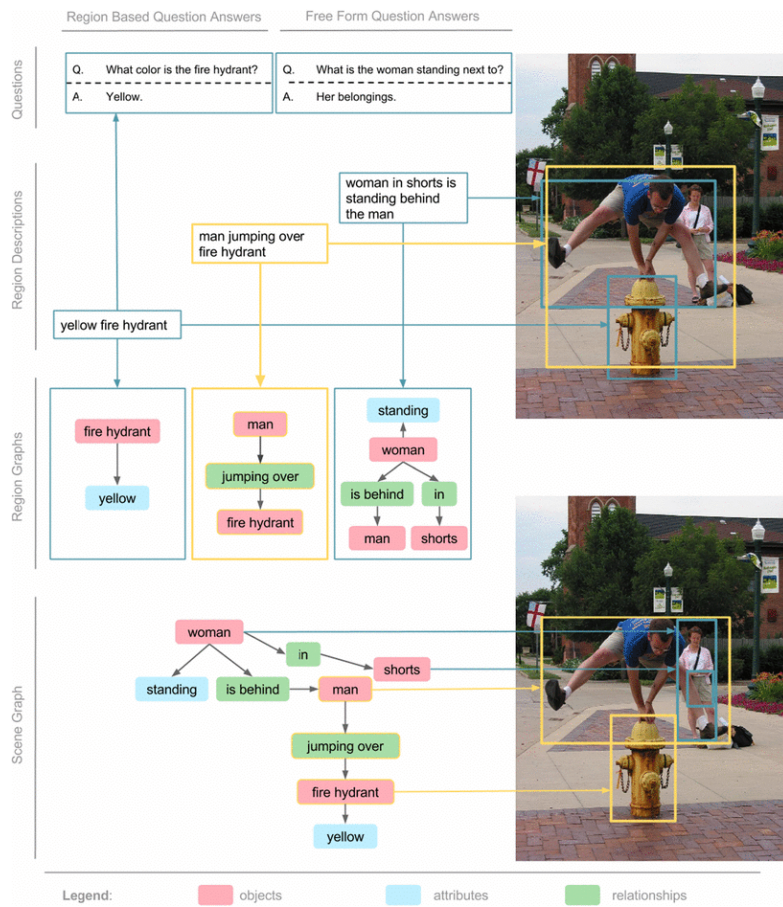 Region Based Question Answers
Free Form Question Answers
Questions
Q. What color is the fire hydrant?
A. Yellow.
Q. What is the woman standing next to?
A. Her belongings.
Region Descriptions
woman in shorts is
standing behind
the man
man jumping over
fire hydrant
yellow fire hydrant
Region Graphs
fire hydrant
yellow
man
jumping over
fire hydrant
standing
woman
is behind
in
man
shorts
Scene Graph
woman
in
shorts
standing
is behind
man
jumping over
fire hydrant
yellow
Legend:
objects
attributes
relationships